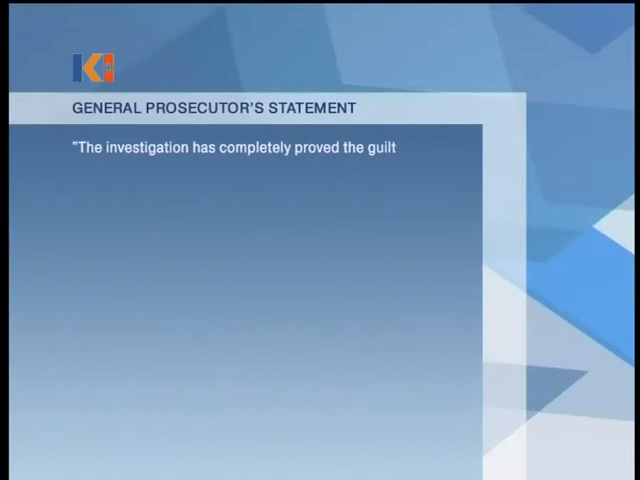 K+
GENERAL PROSECUTOR'S STATEMENT
"The investigation has completely proved the guilt